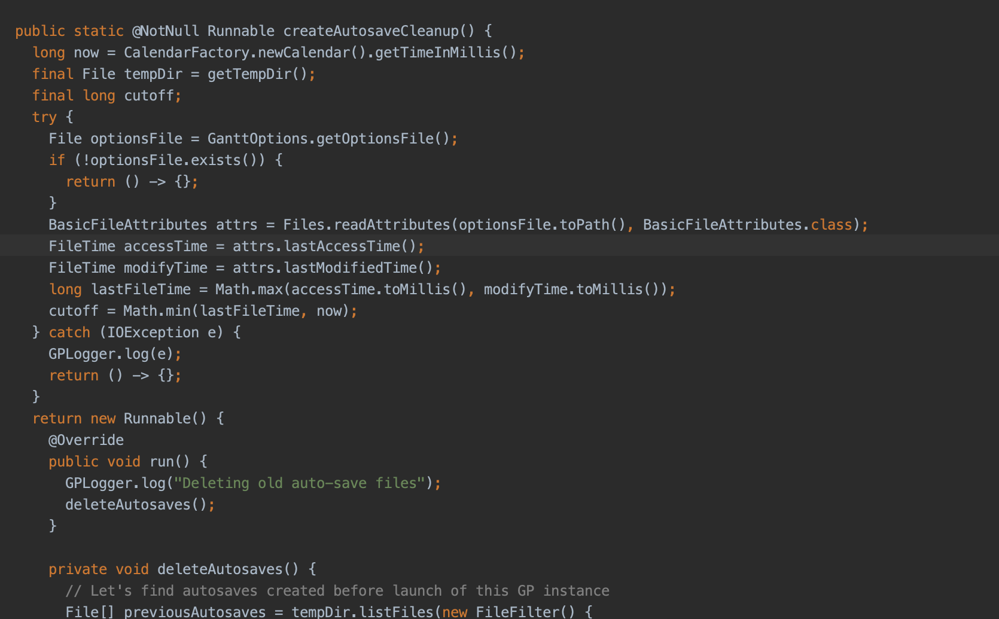 public static @NotNull Runnable createAutosaveCleanup() {
  long now = CalendarFactory.newCalendar().getTimeInMillis();
  final File tempDir = getTempDir();
  final long cutoff;
  try {
    File optionsFile = GanttOptions.getOptionsFile();
    if (!optionsFile.exists()) {
      return () -> {};
    }
    BasicFileAttributes attrs = Files.readAttributes(optionsFile.toPath(), BasicFileAttributes.class);
    FileTime accessTime = attrs.lastAccessTime();
    FileTime modifyTime = attrs.lastModifiedTime();
    long lastFileTime = Math.max(accessTime.toMillis(), modifyTime.toMillis());
    cutoff = Math.min(lastFileTime, now);
  } catch (IOException e) {
    GPLogger.log(e);
    return () -> {};
  }
  return new Runnable() {
    @Override
    public void run() {
      GPLogger.log("Deleting old auto-save files");
      deleteAutosaves();
    }

    private void deleteAutosaves() {
      // Let's find autosaves created before launch of this GP instance
      File[] previousAutosaves = tempDir.listFiles(new FileFilter() {